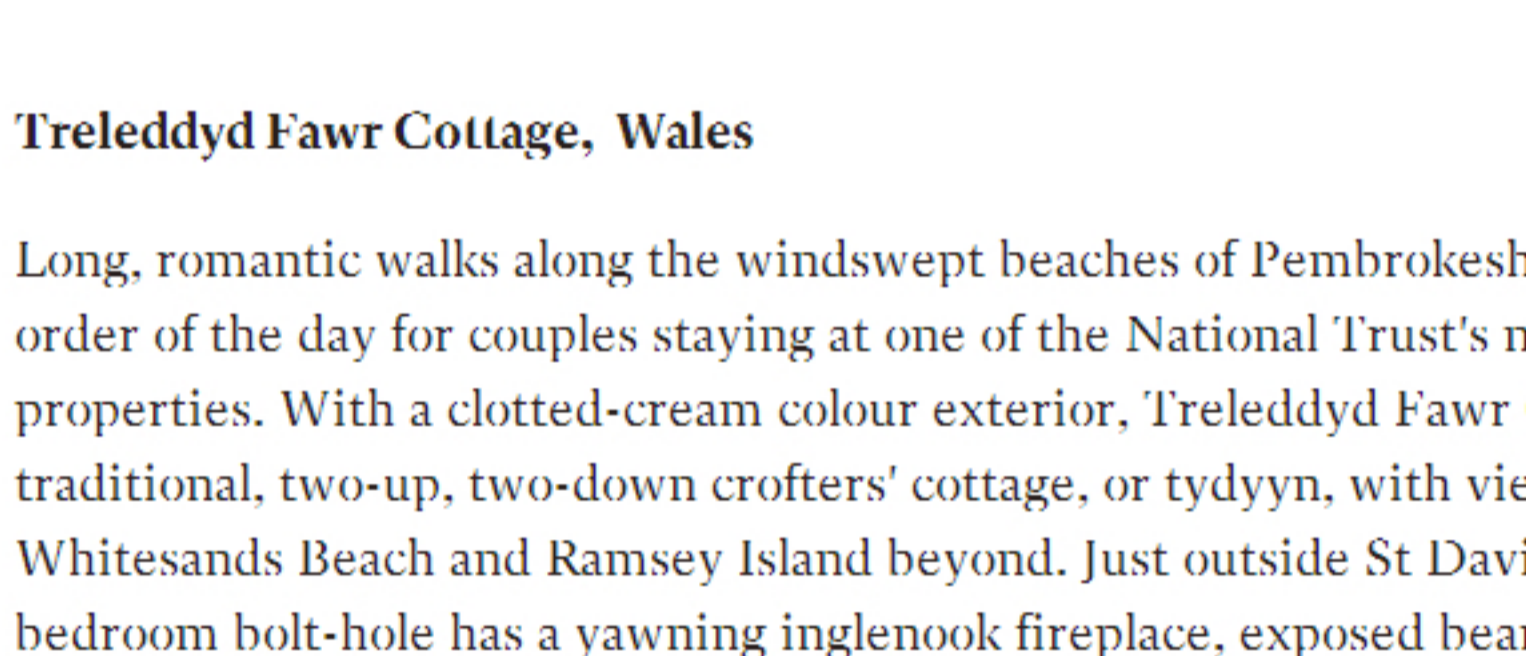 Treleddyd Fawr Cottage, Wales
Long, romantic walks along the windswept beaches of Pembrokesh
order of the day for couples staying at one of the National Trust's
properties. With a clotted-cream colour exterior, Treleddyd Fawr
traditional, two-up, two-down crofters' cottage, or tydyyn, with vie
Whitesands Beach and Ramsey Island beyond. Just outside St Davi
bedroom bolt-hole has a yawning inglenook fireplace, exposed bea